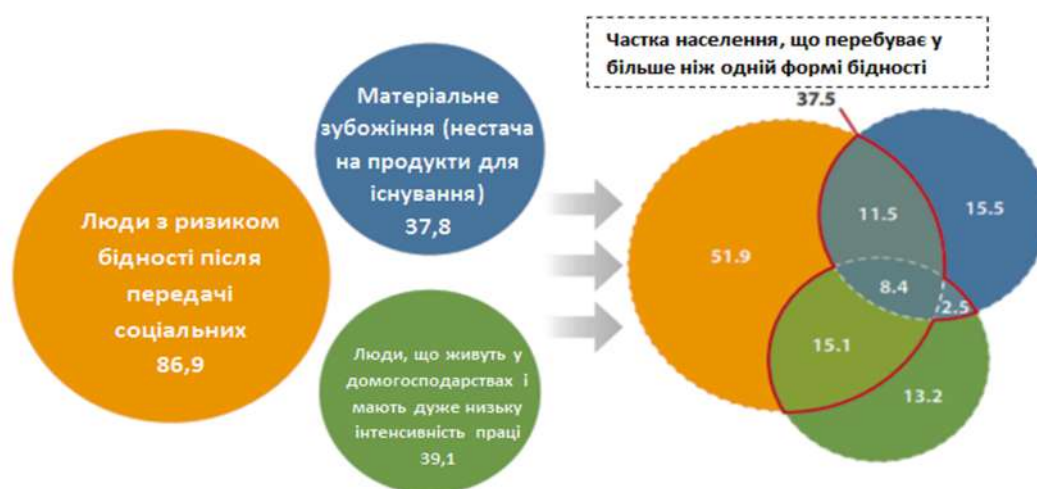 Частка населення, що перебуває у
більше ніж одній формі бідності
37.5
Матеріальне
зубожіння (нестача
на продукти для
існування)
37,8
Люди з ризиком
бідності після
передачі
соціальних
86,9
Люди, що живуть у
домогосподарствах і
мають дуже низьку
інтенсивність праці
39,1
11.5
15.5
51.9
8.4
2.5
15.1
13.2